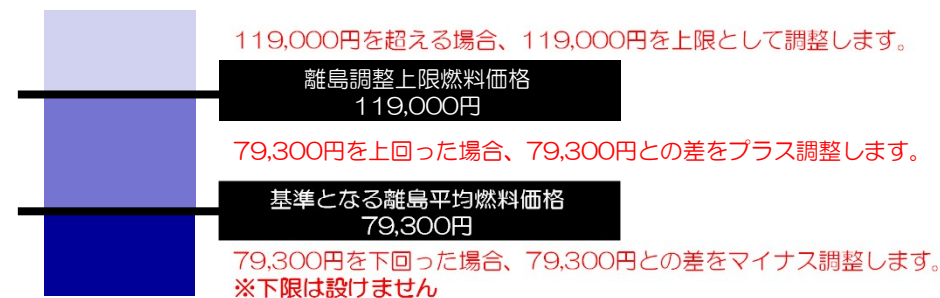 119,000円を超える場合、119,000円を上限として調整します。
離島調整上限燃料価格
119,000円
79,300円を上回った場合、79,300円との差をプラス調整します。
基準となる離島平均燃料価格
79,300円
79,300円を下回った場合、79,300円との差をマイナス調整します。
※下限は設けません